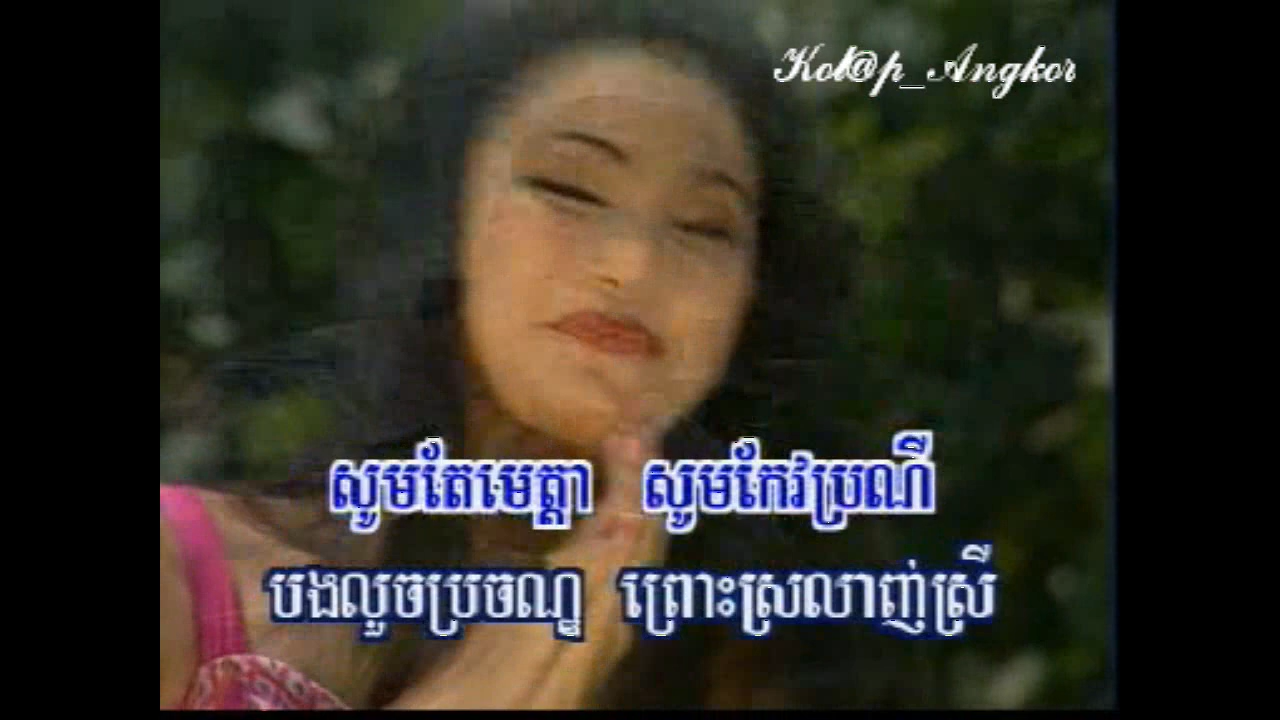 Kol@p_Angkor
សូមតែមេត្តា សូមកែវប្រណី
បងលួចប្រចណ្ឌ ព្រោះស្រលាញ់ស្រី